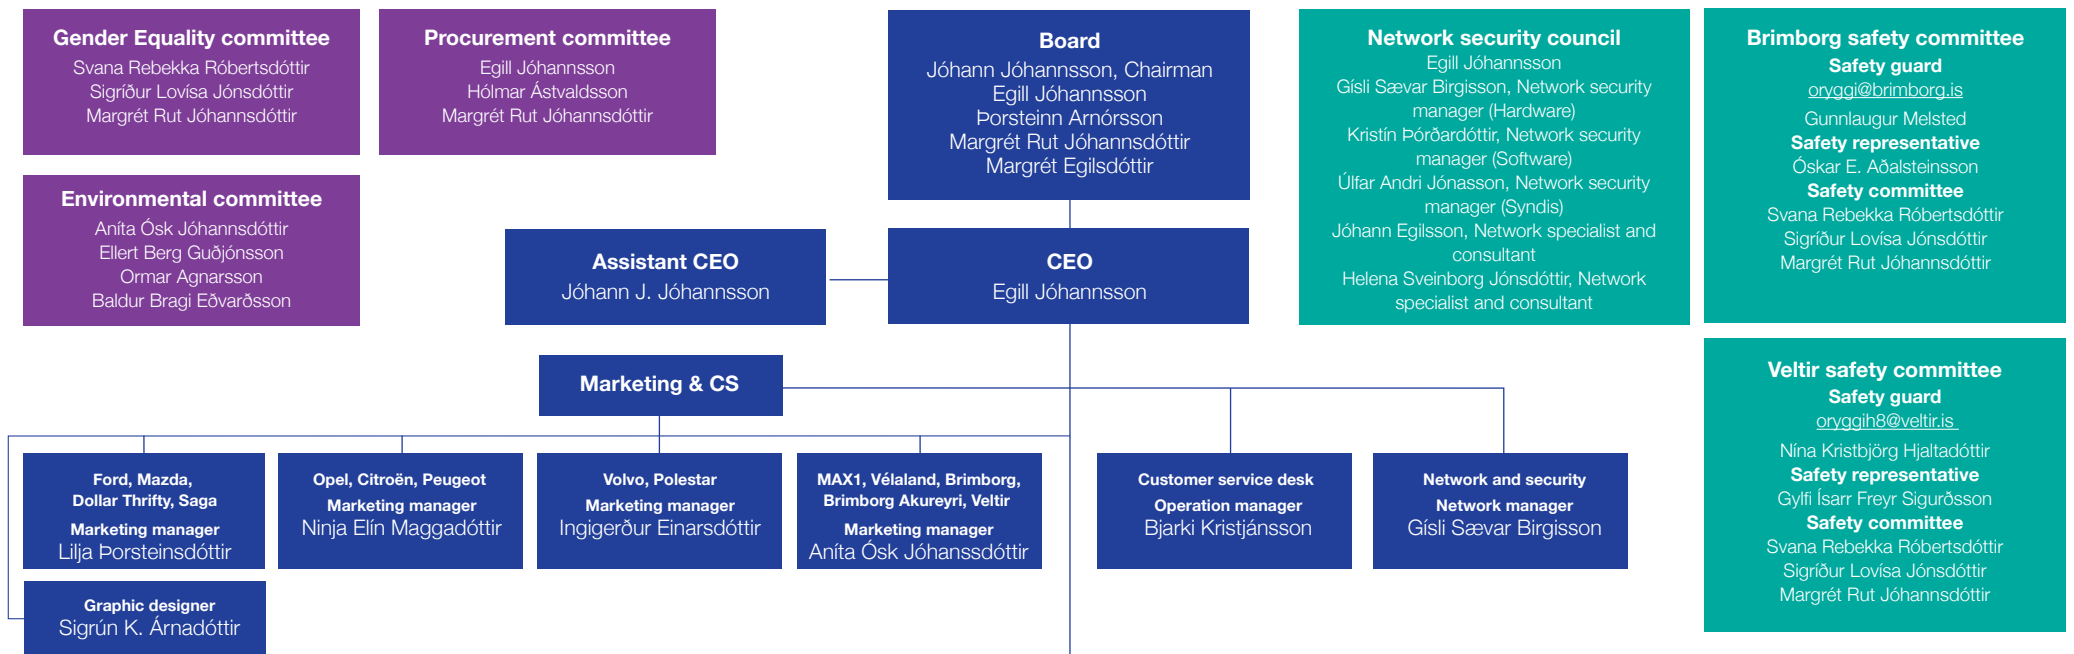 Gender Equality committee
Svana Rebekka Róbertsdóttir
Sigríður Lovísa Jónsdóttir
Margrét Rut Jóhannsdóttir
Procurement committee
Egill Jóhannsson
Hólmar Ástvaldsson
Margrét Rut Jóhannsdóttir
Environmental committee
Aníta Ósk Jóhannsdóttir
Ellert Berg Guðjónsson
Ormar Agnarsson
Baldur Bragi Eðvarðsson
Board
Jóhann Jóhannsson, Chairman
Egill Jóhannsson
Þorsteinn Arnórsson
Margrét Rut Jóhannsdóttir
Margrét Egilsdóttir
Assistant CEO
Jóhann J. Jóhannsson
CEO
Egill Jóhannsson
Network security council
Egill Jóhannsson
Gísli Sævar Birgisson, Network security
manager (Hardware)
Kristín Þórðardóttir, Network security
manager (Software)
Úlfar Andri Jónasson, Network security
manager (Syndis)
Jóhann Egilsson, Network specialist and
consultant
Helena Sveinborg Jónsdóttir, Network
specialist and consultant
Brimborg safety committee
Safety guard
oryggi@brimborg.is
Gunnlaugur Melsted
Safety representative
Óskar E. Aðalsteinsson
Safety committee
Svana Rebekka Róbertsdóttir
Sigríður Lovísa Jónsdóttir
Margrét Rut Jóhannsdóttir
Veltir safety committee
Safety guard
oryggih8@veltir.is
Nína Kristbjörg Hjaltadóttir
Safety representative
Gylfi Ísarr Freyr Sigurðsson
Safety committee
Svana Rebekka Róbertsdóttir
Sigríður Lovísa Jónsdóttir
Margrét Rut Jóhannsdóttir
Marketing & CS
Ford, Mazda,
Dollar Thrifty, Saga
Marketing manager
Lilja Þorsteinsdóttir
Opel, Citroën, Peugeot
Marketing manager
Ninja Elín Maggadóttir
Volvo, Polestar
Marketing manager
Ingigerður Einarsdóttir
MAX1, Vélaland, Brimborg,
Brimborg Akureyri, Veltir
Marketing manager
Aníta Ósk Jóhanssdóttir
Customer service desk
Operation manager
Bjarki Kristjánsson
Network and security
Network manager
Gísli Sævar Birgisson
Graphic designer
Sigrún K. Árnadóttir